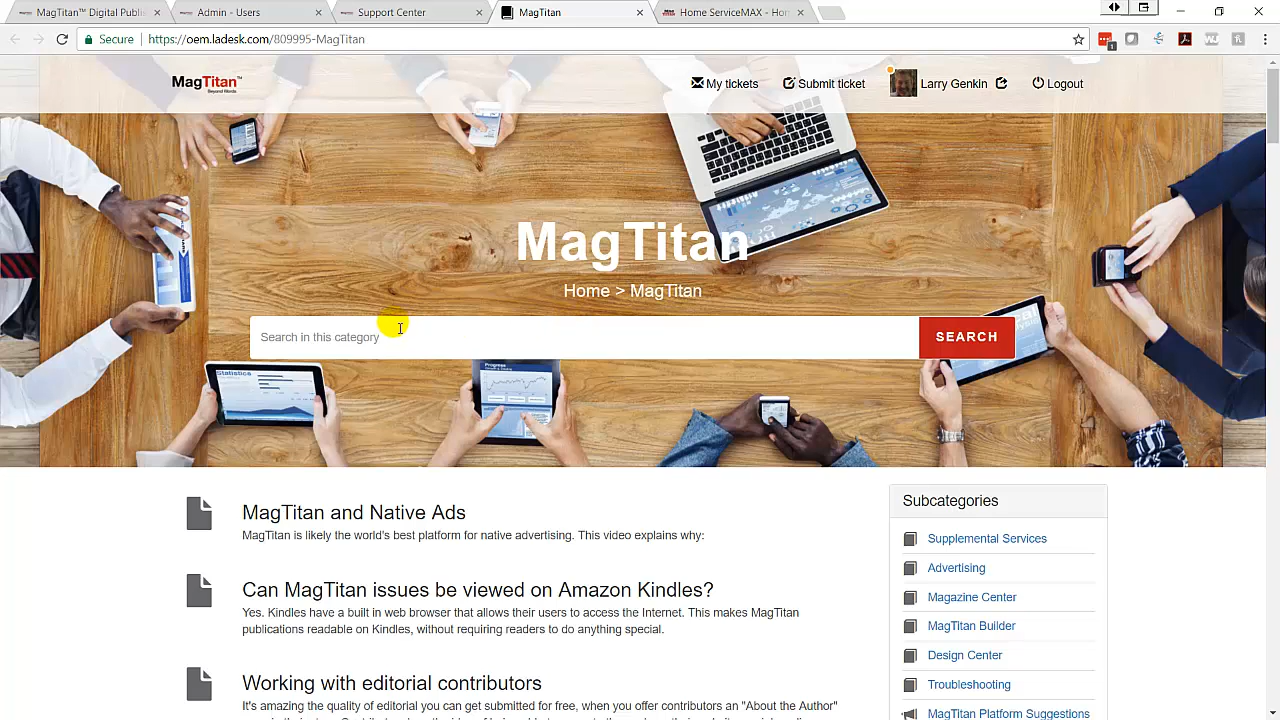 MagTitan™ Digital Publis
Admin - Users
Support Center
MagTitan
Home ServiceMAX - Hom
Secure
https://oem.ladesk.com/809995-MagTitan
1
MagTitan™
Beyond Words
My tickets
Submit ticket
Larry Genkin
Logout
MagTitan
Home > MagTitan
Search in this category
SEARCH
Statistics
Progress
MagTitan and Native Ads
MagTitan is likely the world's best platform for native advertising. This video explains why:
Can MagTitan issues be viewed on Amazon Kindles?
Yes. Kindles have a built in web browser that allows their users to access the Internet. This makes MagTitan
publications readable on Kindles, without requiring readers to do anything special.
Working with editorial contributors
It's amazing the quality of editorial you can get submitted for free, when you offer contributors an "About the Author"
Subcategories
Supplemental Services
Advertising
Magazine Center
MagTitan Builder
Design Center
Troubleshooting
MagTitan Platform Suggestions